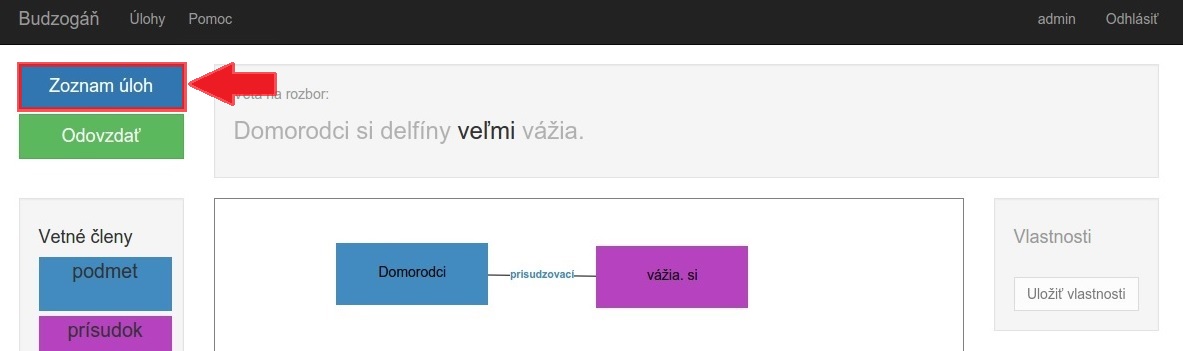 Budzogáň Úlohy Pomoc admin Odhlásiť
Zoznam úloh
Odovzdať
Veta na rozbor:
Domorodci si delfíny veľmi vážia.
Vetné členy
podmet
prísudok
Domorodci
prisudzovaci
vážia. si
Vlastnosti
Uložiť vlastnosti